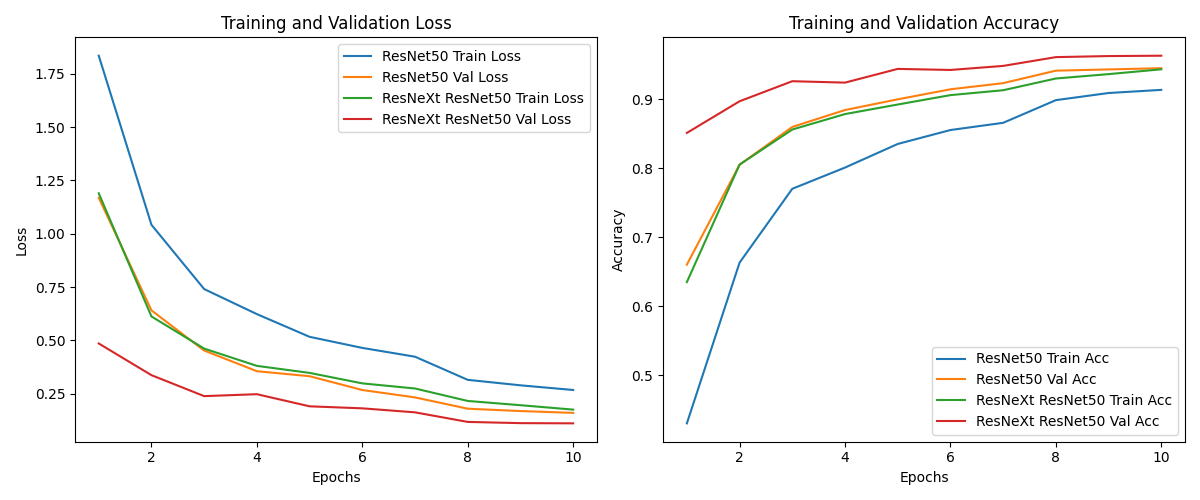 Training and Validation Loss
ResNet50 Train Loss
ResNet50 Val Loss
ResNeXt ResNet50 Train Loss
ResNeXt ResNet50 Val Loss
1.75
1.50
1.25
1.00
0.75
0.50
0.25
Loss
2 4 6 8 10
Epochs
Training and Validation Accuracy
0.9
0.8
0.7
0.6
0.5
Accuracy
ResNet50 Train Acc
ResNet50 Val Acc
ResNeXt ResNet50 Train Acc
ResNeXt ResNet50 Val Acc
2 4 6 8 10
Epochs